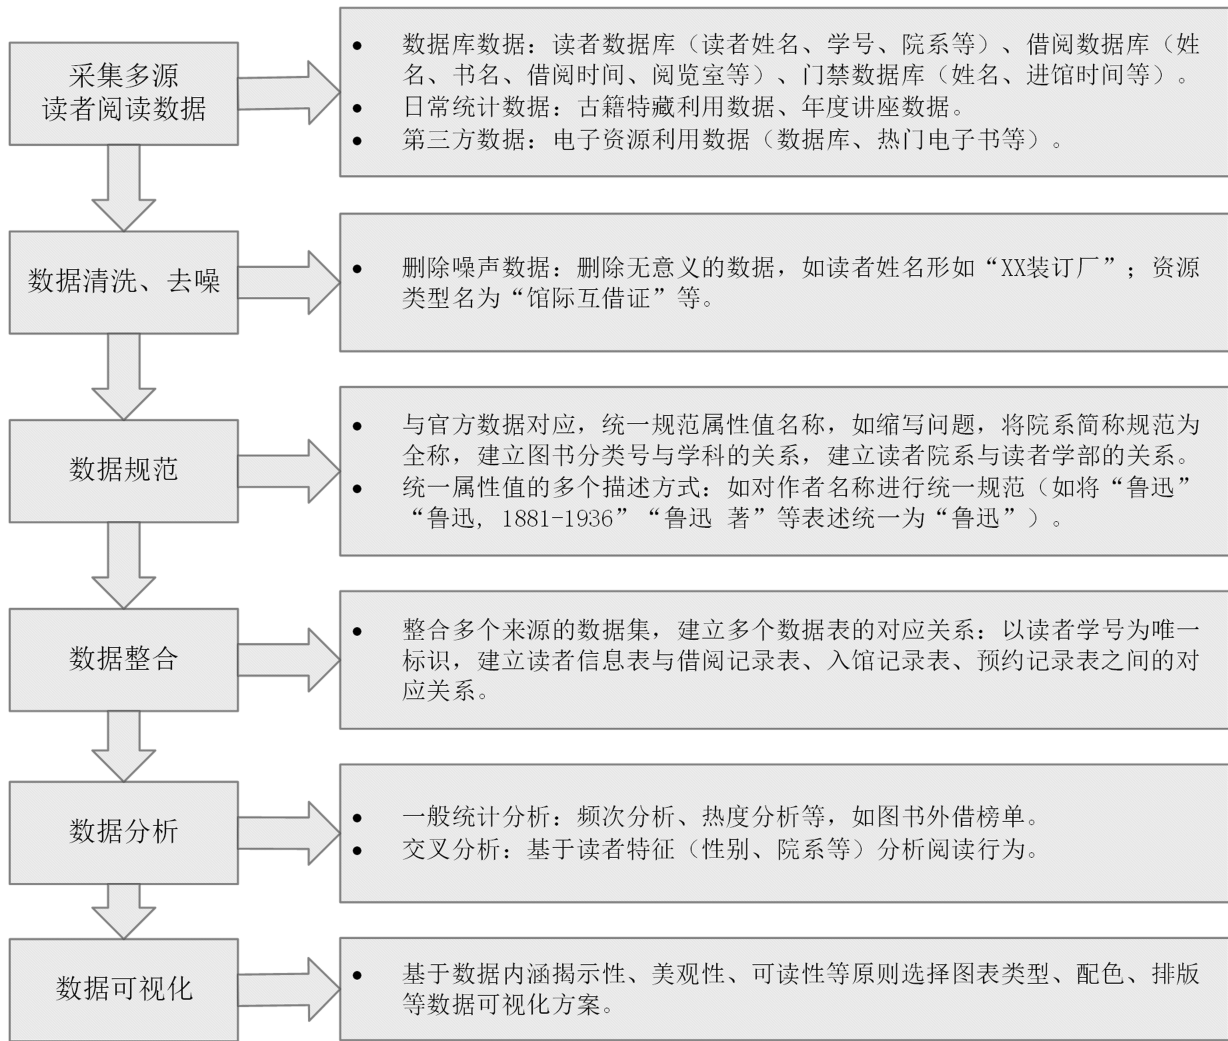 采集多源
读者阅读数据
• 数据库数据：读者数据库（读者姓名、学号、院系等）、借阅数据库（姓
名、书名、借阅时间、阅览室等）、门禁数据库（姓名、进馆时间等）。
• 日常统计数据：古籍特藏利用数据、年度讲座数据。
• 第三方数据：电子资源利用数据（数据库、热门电子书等）。
数据清洗、去噪
• 删除噪声数据：删除无意义的数据，如读者姓名形如“XX装订厂”；资源
类型名为“馆际互借证”等。
数据规范
• 与官方数据对应，统一规范属性值名称，如缩写问题，将院系简称规范为
全称，建立图书分类号与学科的关系，建立读者院系与读者学部的关系。
• 统一属性值的多个描述方式：如对作者名称进行统一规范（如将“鲁迅”
“鲁迅, 1881-1936”“鲁迅 著”等表述统一为“鲁迅”）。
数据整合
• 整合多个来源的数据集，建立多个数据表的对应关系：以读者学号为唯一
标识，建立读者信息表与借阅记录表、入馆记录表、预约记录表之间的对
应关系。
数据分析
• 一般统计分析：频次分析、热度分析等，如图书外借榜单。
• 交叉分析：基于读者特征（性别、院系等）分析阅读行为。
数据可视化
• 基于数据内涵揭示性、美观性、可读性等原则选择图表类型、配色、排版
等数据可视化方案。